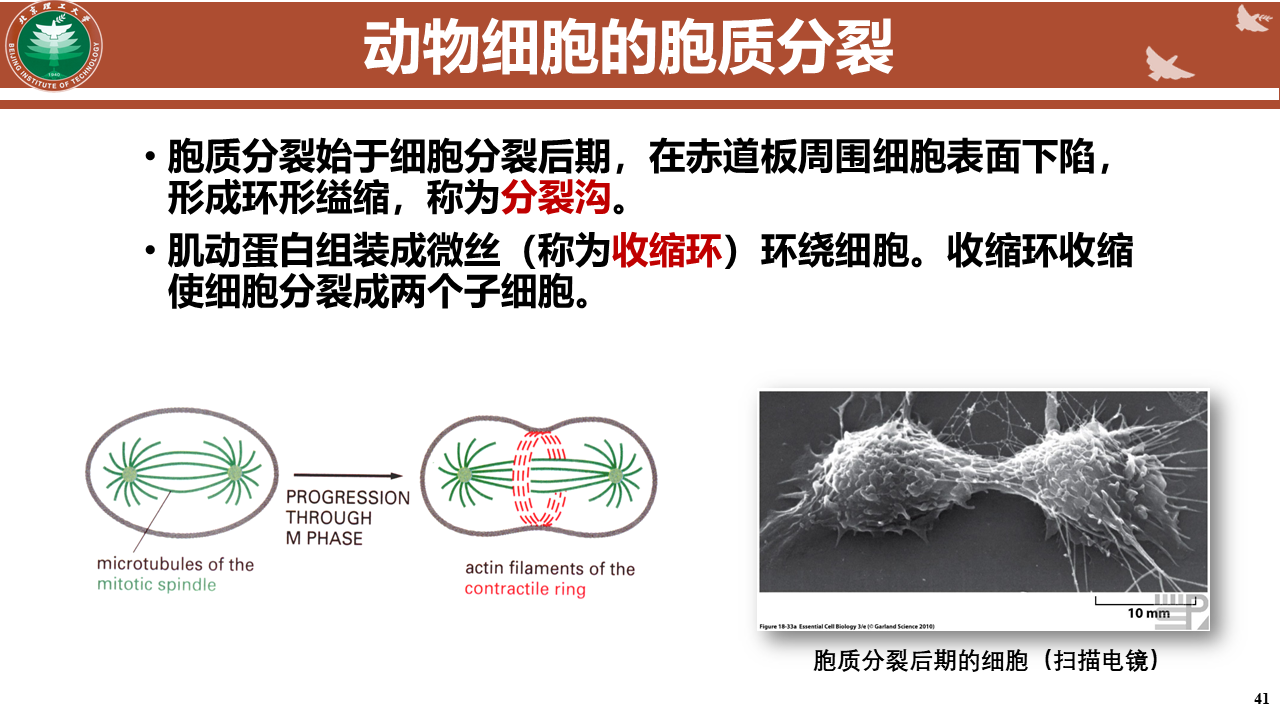 动物细胞的胞质分裂
北京理工大学
BEIJING INSTITUTE OF TECHNOLOGY
1940
• 胞质分裂始于细胞分裂后期，在赤道板周围细胞表面下陷，
形成环形缢缩，称为分裂沟。
• 肌动蛋白组装成微丝（称为收缩环）环绕细胞。收缩环收缩
使细胞分裂成两个子细胞。
PROGRESSION
THROUGH
M PHASE
microtubules of the
mitotic spindle
actin filaments of the
contractile ring
10 mm
Figure 18-33a Essential Cell Biology 3/e (© Garland Science 2010)
胞质分裂后期的细胞（扫描电镜）
41